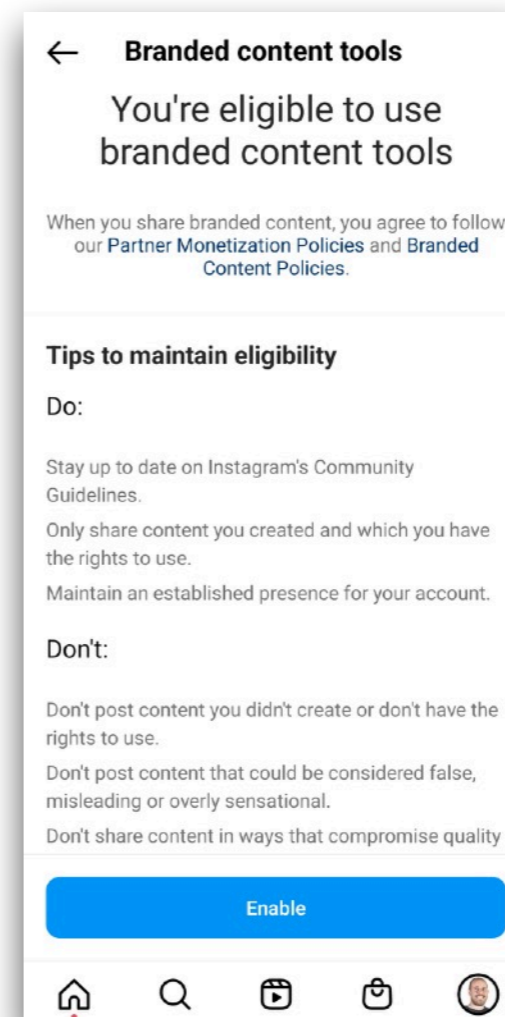 Branded content tools
You're eligible to use
branded content tools
When you share branded content, you agree to follow
our Partner Monetization Policies and Branded
Content Policies.
Tips to maintain eligibility
Do:
Stay up to date on Instagram's Community
Guidelines.
Only share content you created and which you have
the rights to use.
Maintain an established presence for your account.
Don't:
Don't post content you didn't create or don't have the
rights to use.
Don't post content that could be considered false,
misleading or overly sensational.
Don't share content in ways that compromise quality
Enable